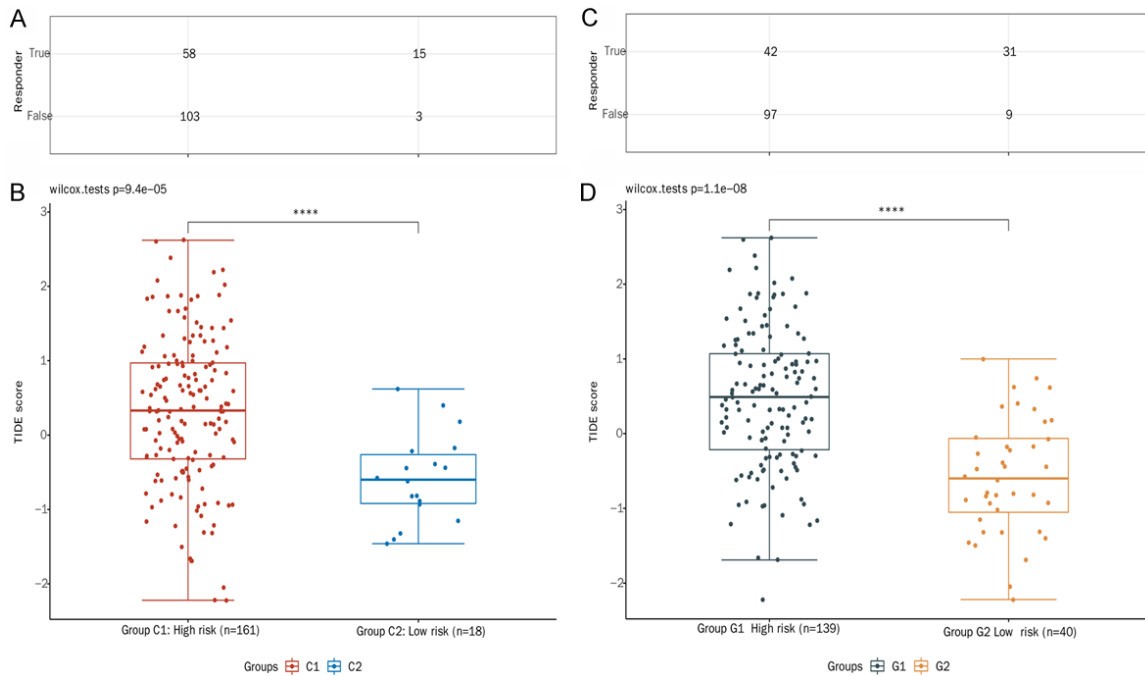 A
Responder
True
58
15
False
103
3
B
wilcox.tests p=9.4e−05
****
TIDE score
3
2
1
0
−1
−2
Group C1: High risk (n=161)
Group C2: Low risk (n=18)
Groups C1 C2
C
Responder
True
42
31
False
97
9
D
wilcox.tests p=1.1e−08
****
TIDE score
3
2
1
0
−1
−2
Group G1 High risk (n=139)
Group G2 Low risk (n=40)
Groups G1 G2